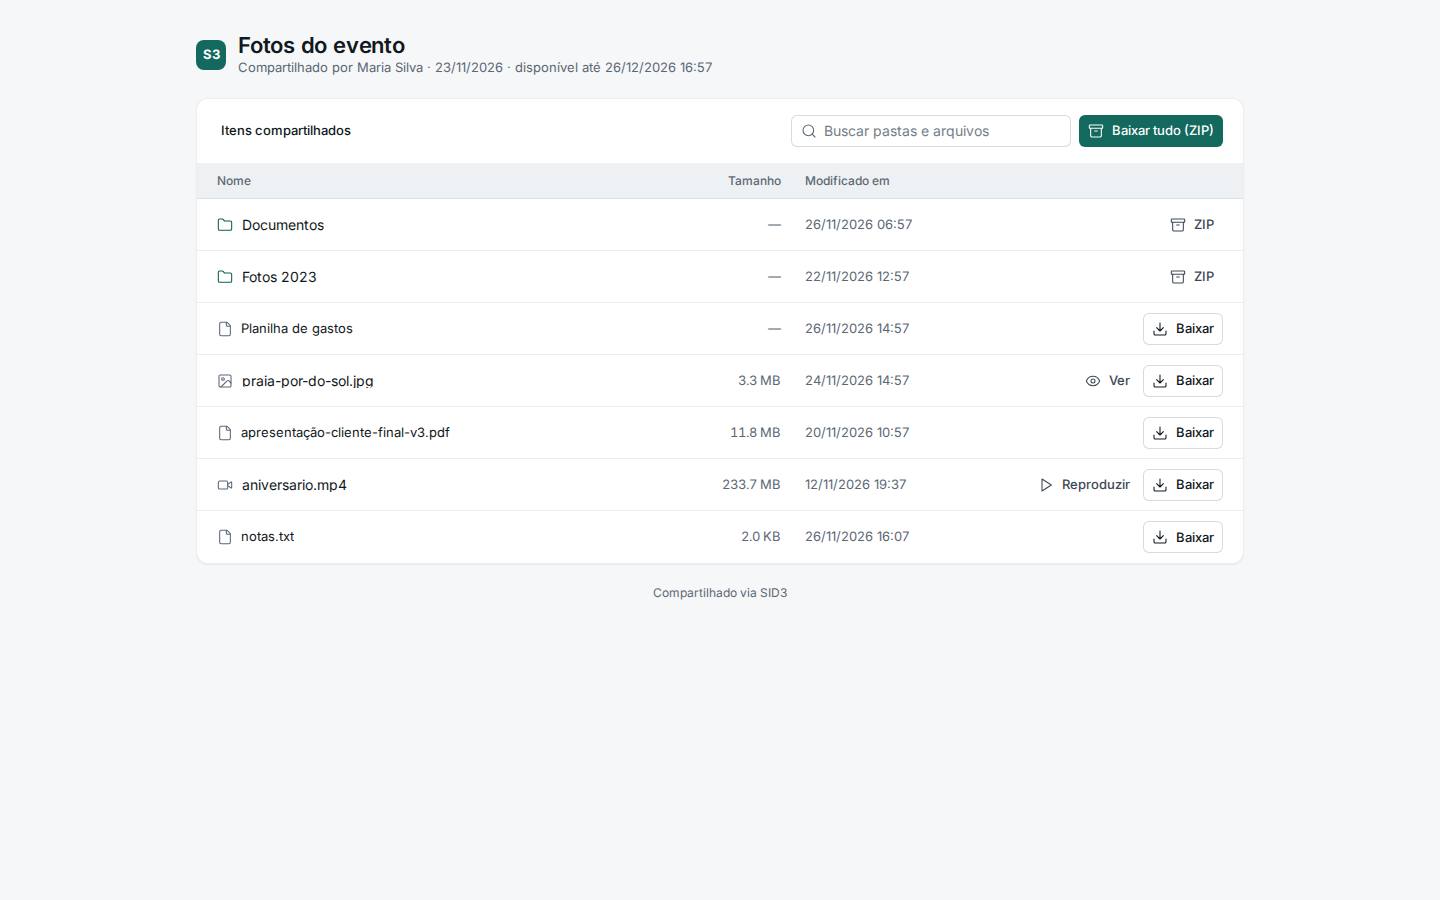 S3
Fotos do evento
Compartilhado por Maria Silva · 23/11/2026 · disponível até 26/12/2026 16:57
Itens compartilhados
Buscar pastas e arquivos
Baixar tudo (ZIP)
Nome Tamanho Modificado em
Documentos — 26/11/2026 06:57 ZIP
Fotos 2023 — 22/11/2026 12:57 ZIP
Planilha de gastos — 26/11/2026 14:57 Baixar
praia-por-do-sol.jpg 3.3 MB 24/11/2026 14:57 Ver Baixar
apresentação-cliente-final-v3.pdf 11.8 MB 20/11/2026 10:57 Baixar
aniversario.mp4 233.7 MB 12/11/2026 19:37 Reproduzir Baixar
notas.txt 2.0 KB 26/11/2026 16:07 Baixar
Compartilhado via SID3